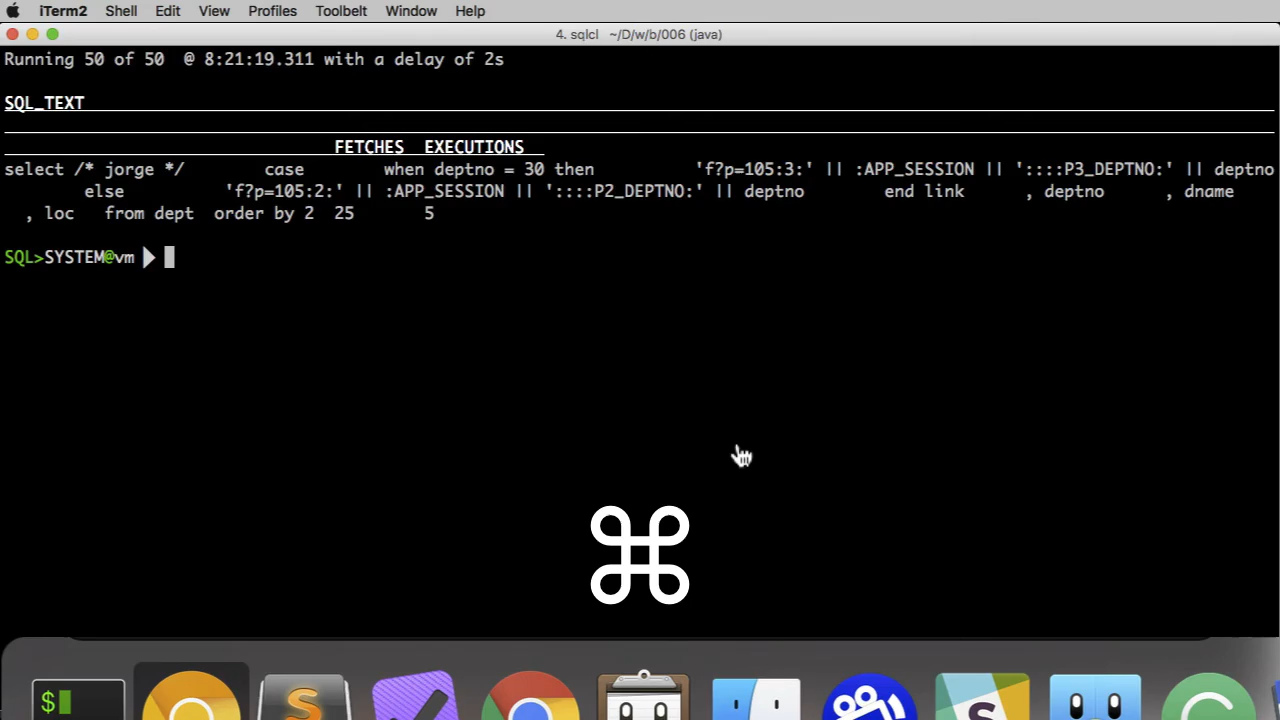 iTerm2 Shell Edit View Profiles Toolbelt Window Help
4. sqlcl ~/D/w/b/006 (java)
Running 50 of 50 @ 8:21:19.311 with a delay of 2s
SQL_TEXT
FETCHES EXECUTIONS
select /* jorge */ case when deptno = 30 then 'f?p=105:3:' || :APP_SESSION || '::::P3_DEPTNO:' || deptno
else 'f?p=105:2:' || :APP_SESSION || '::::P2_DEPTNO:' || deptno end link , deptno , dname
, loc from dept order by 2 25 5
SQL>SYSTEM@vm
$
S
S